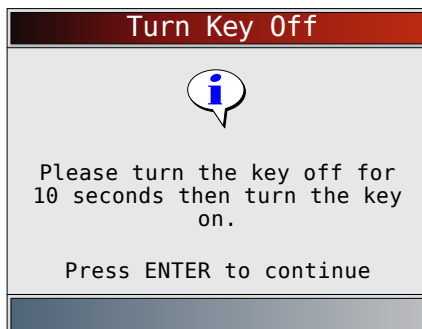 Turn Key Off
i
Please turn the key off for
10 seconds then turn the key
on.
Press ENTER to continue